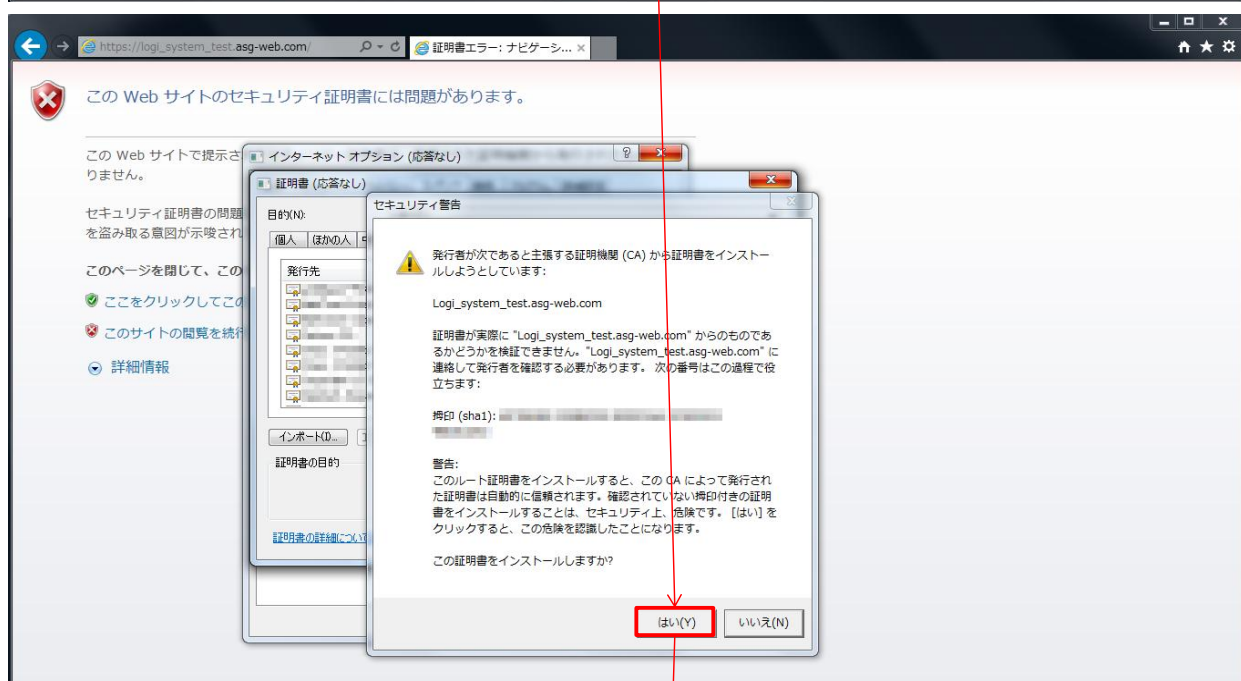 https://logi_system_test.asg-web.com/
証明書エラー: ナビゲーシ...
この Web サイトのセキュリティ証明書には問題があります。
この Web サイトで提示さ
りません。
セキュリティ証明書の問題
を盗み取る意図が示唆され
このページを閉じて、この
ここをクリックしてこの
このサイトの閲覧を続行
詳細情報
インターネット オプション (応答なし)
証明書 (応答なし)
目的(N):
個人
ほかの人
発行先
インポート(I)...
証明書の目的
証明書の詳細について
セキュリティ警告
発行者が次であると主張する証明機関 (CA) から証明書をインストー
ルしようとしています:
Logi_system_test.asg-web.com
証明書が実際に "Logi_system_test.asg-web.com" からのものであ
るかどうかを検証できません。"Logi_system_test.asg-web.com" に
連絡して発行者を確認する必要があります。 次の番号はこの過程で役
立ちます:
拇印 (sha1):
警告:
このルート証明書をインストールすると、この CA によって発行され
た証明書は自動的に信頼されます。確認されていない拇印付きの証明
書をインストールすることは、セキュリティ上、危険です。 [はい] を
クリックすると、この危険を認識したことになります。
この証明書をインストールしますか?
はい(Y)
いいえ(N)